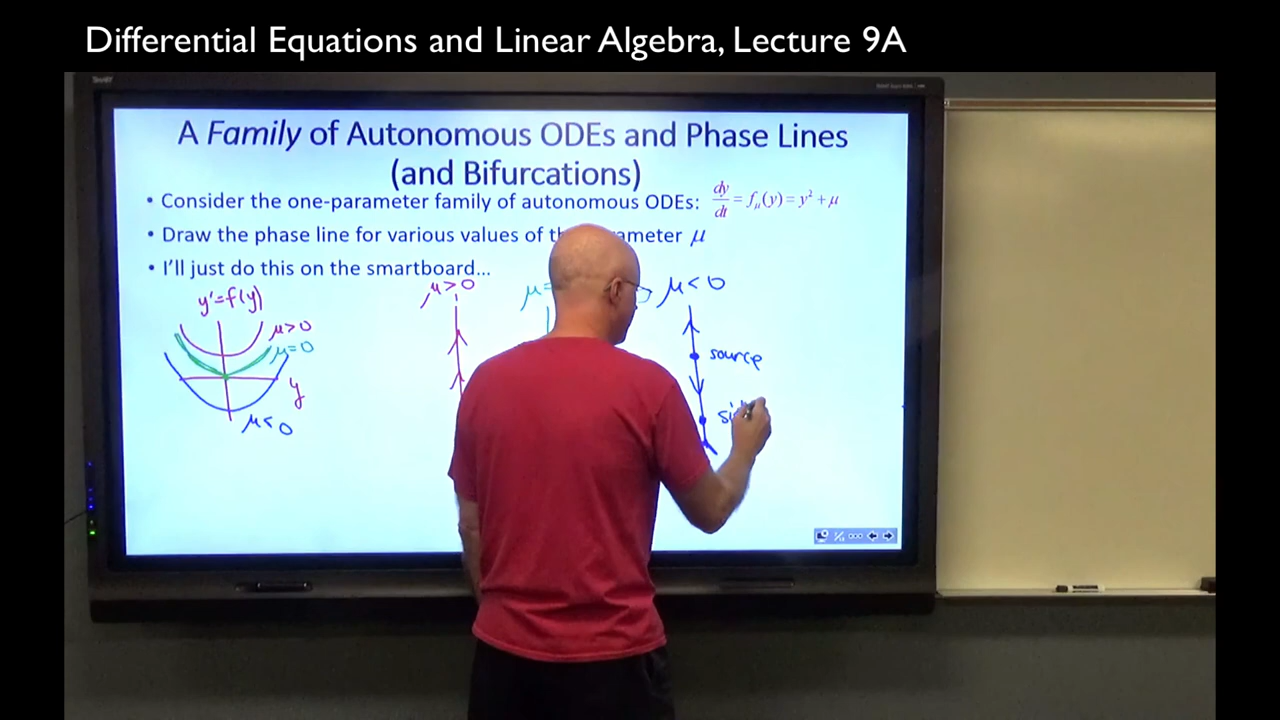 Differential Equations and Linear Algebra, Lecture 9A
A Family of Autonomous ODEs and Phase Lines
(and Bifurcations)
• Consider the one-parameter family of autonomous ODEs: dy/dt = f_μ(y) = y² + μ
• Draw the phase line for various values of th ameter μ
• I'll just do this on the smartboard...
y'=f(y)
μ>0
μ=0
y
μ<0
μ>0
μ=
μ<0
source